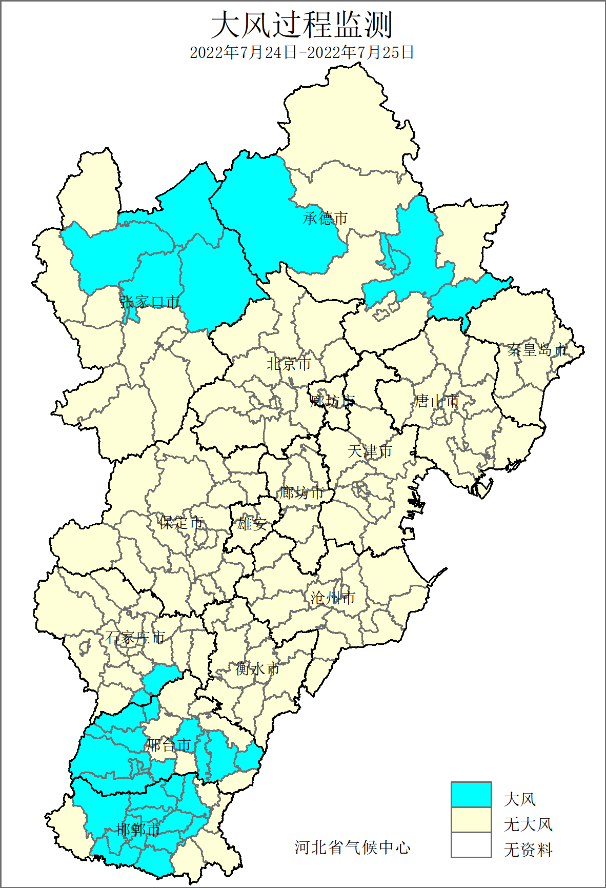 大风过程监测
2022年7月24日-2022年7月25日
承德市
张家口市
秦皇岛市
北京市
廊坊市
唐山市
天津市
廊坊市
保定市
雄安
沧州市
石家庄市
衡水市
邢台市
邯郸市
大风
无大风
无资料
河北省气候中心